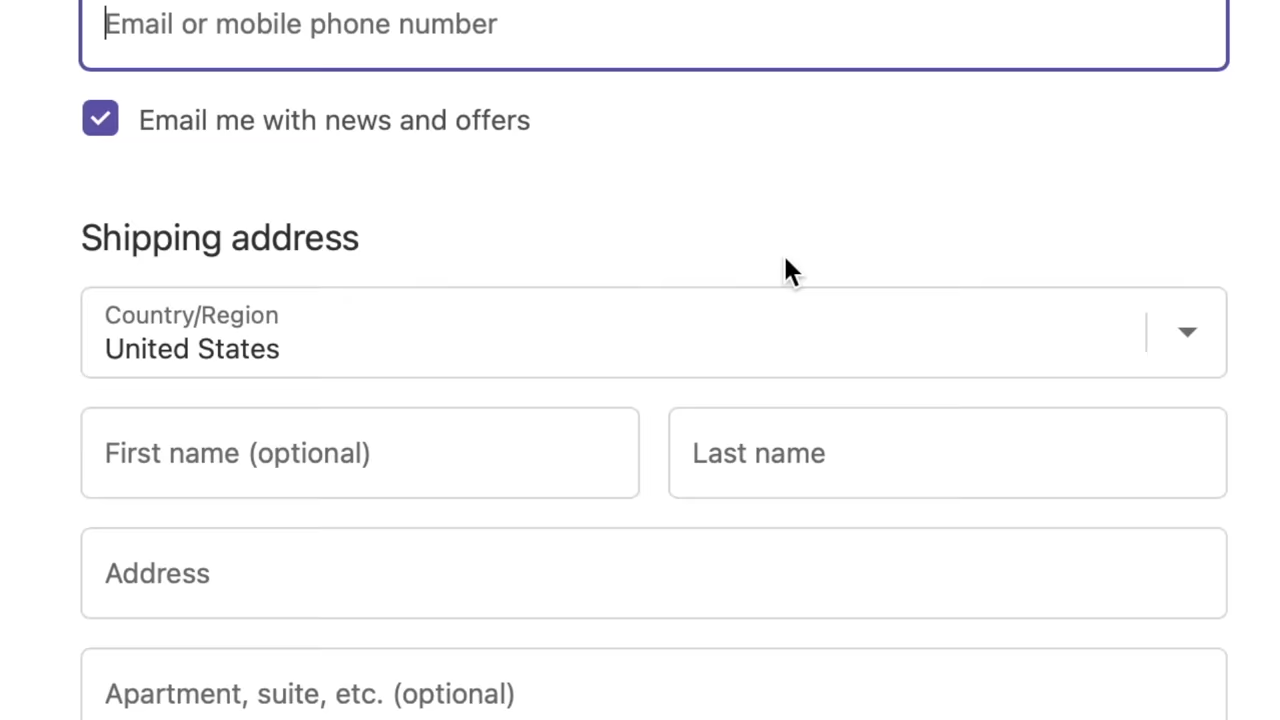 Email or mobile phone number
Email me with news and offers
Shipping address
Country/Region
United States
First name (optional)
Last name
Address
Apartment, suite, etc. (optional)